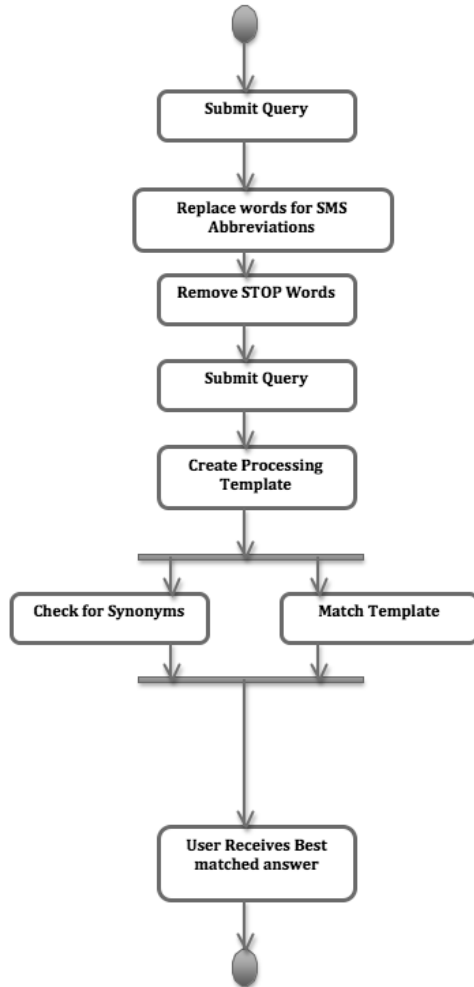 Submit Query
Replace words for SMS
Abbreviations
Remove STOP Words
Submit Query
Create Processing
Template
Check for Synonyms
Match Template
User Receives Best
matched answer